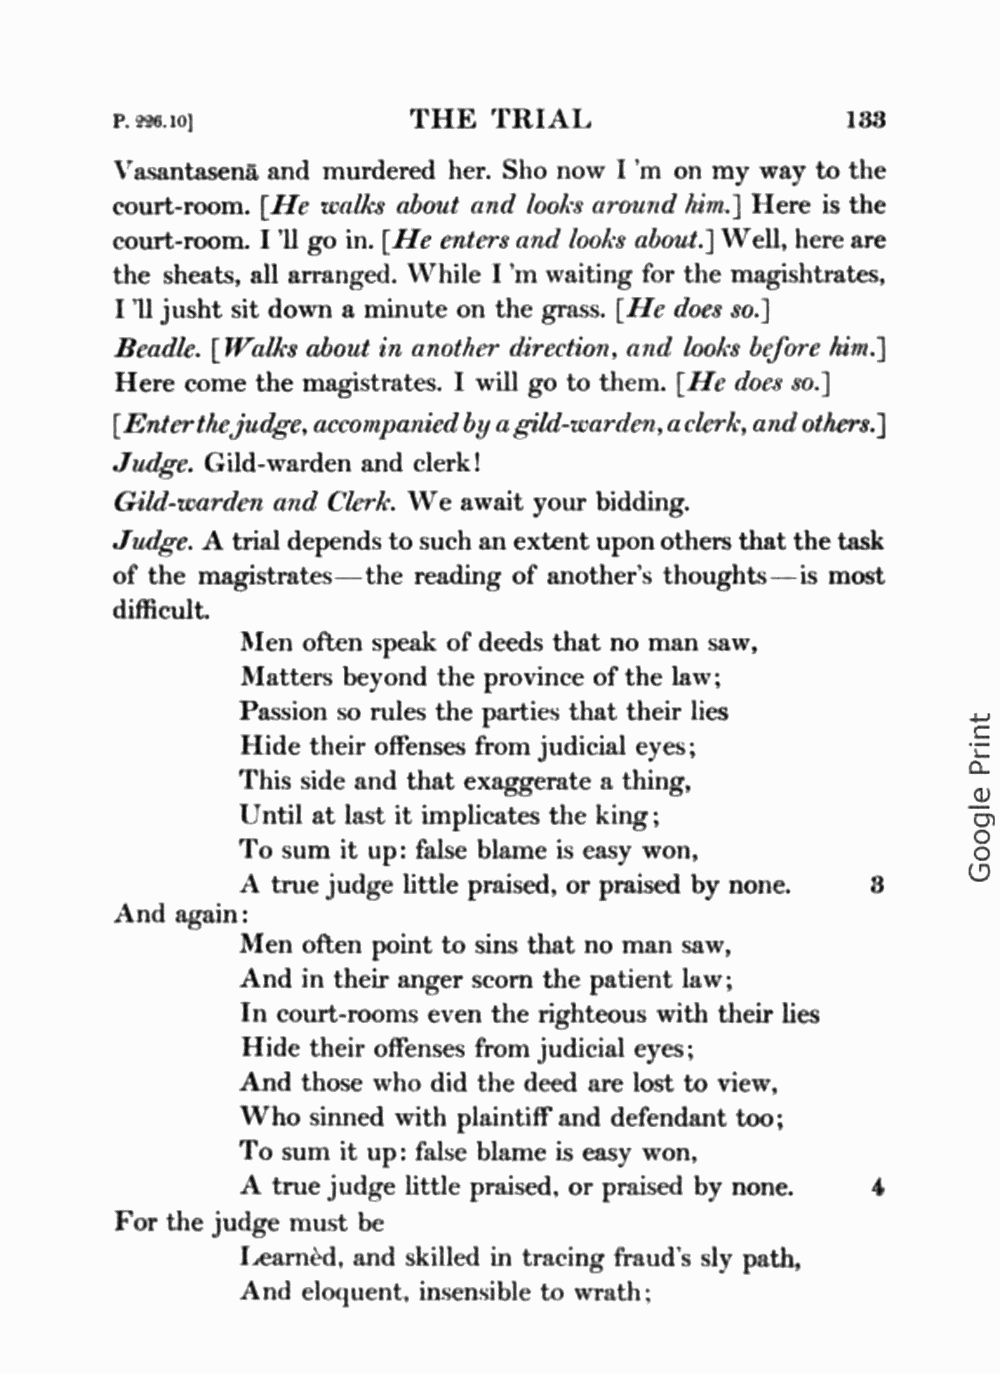 P. 226.10] THE TRIAL 133
Vasantasenā and murdered her. Sho now I 'm on my way to the
court-room. [He walks about and looks around him.] Here is the
court-room. I 'll go in. [He enters and looks about.] Well, here are
the sheats, all arranged. While I 'm waiting for the magishtrates,
I 'll jusht sit down a minute on the grass. [He does so.]
Beadle. [Walks about in another direction, and looks before him.]
Here come the magistrates. I will go to them. [He does so.]
[Enter the judge, accompanied by a gild-warden, a clerk, and others.]
Judge. Gild-warden and clerk!
Gild-warden and Clerk. We await your bidding.
Judge. A trial depends to such an extent upon others that the task
of the magistrates—the reading of another's thoughts—is most
difficult.
Men often speak of deeds that no man saw,
Matters beyond the province of the law;
Passion so rules the parties that their lies
Hide their offenses from judicial eyes;
This side and that exaggerate a thing,
Until at last it implicates the king;
To sum it up: false blame is easy won,
A true judge little praised, or praised by none. 3
And again:
Men often point to sins that no man saw,
And in their anger scorn the patient law;
In court-rooms even the righteous with their lies
Hide their offenses from judicial eyes;
And those who did the deed are lost to view,
Who sinned with plaintiff and defendant too;
To sum it up: false blame is easy won,
A true judge little praised, or praised by none. 4
For the judge must be
Learnèd, and skilled in tracing fraud's sly path,
And eloquent, insensible to wrath;
Google Print